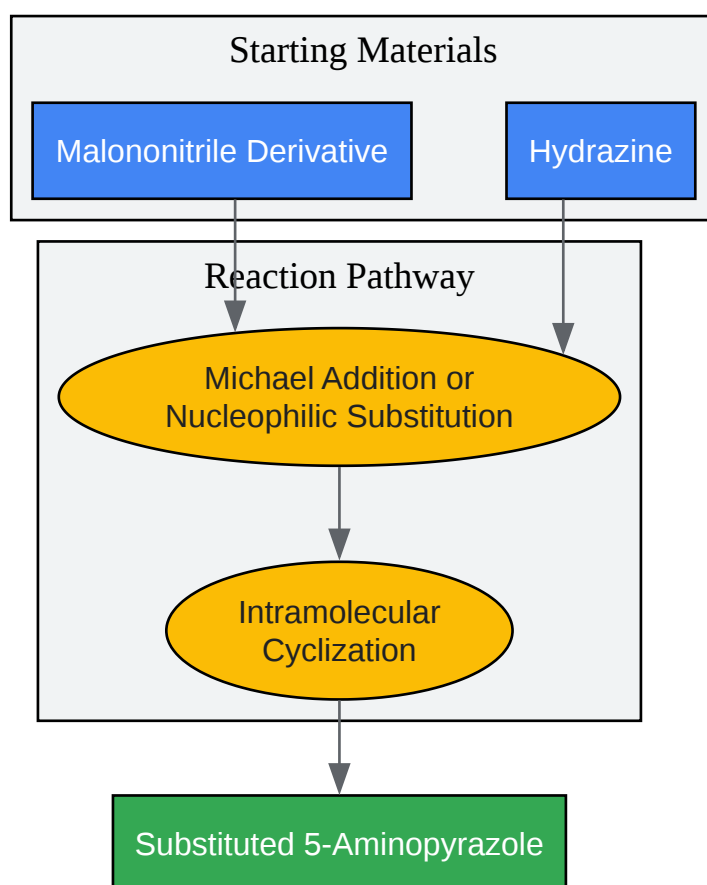 Starting Materials
Malononitrile Derivative
Hydrazine
Reaction Pathway
Michael Addition or
Nucleophilic Substitution
Intramolecular
Cyclization
Substituted 5-Aminopyrazole